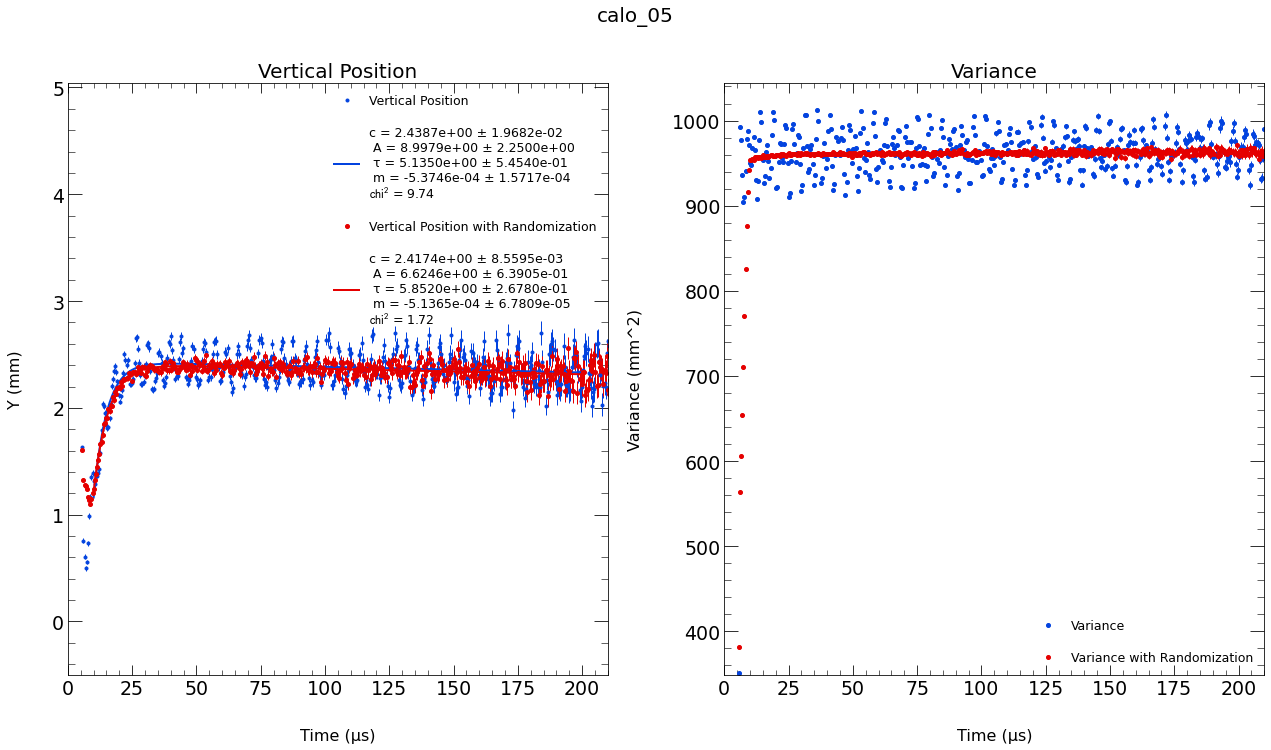 calo_05
Vertical Position
5
4
3
2
1
0
Y (mm)
0 25 50 75 100 125 150 175 200
Time (μs)
Vertical Position
c = 2.4387e+00 ± 1.9682e-02
A = 8.9979e+00 ± 2.2500e+00
τ = 5.1350e+00 ± 5.4540e-01
m = -5.3746e-04 ± 1.5717e-04
chi² = 9.74
Vertical Position with Randomization
c = 2.4174e+00 ± 8.5595e-03
A = 6.6246e+00 ± 6.3905e-01
τ = 5.8520e+00 ± 2.6780e-01
m = -5.1365e-04 ± 6.7809e-05
chi² = 1.72
Variance
1000
900
800
700
600
500
400
Variance (mm^2)
0 25 50 75 100 125 150 175 200
Time (μs)
Variance
Variance with Randomization